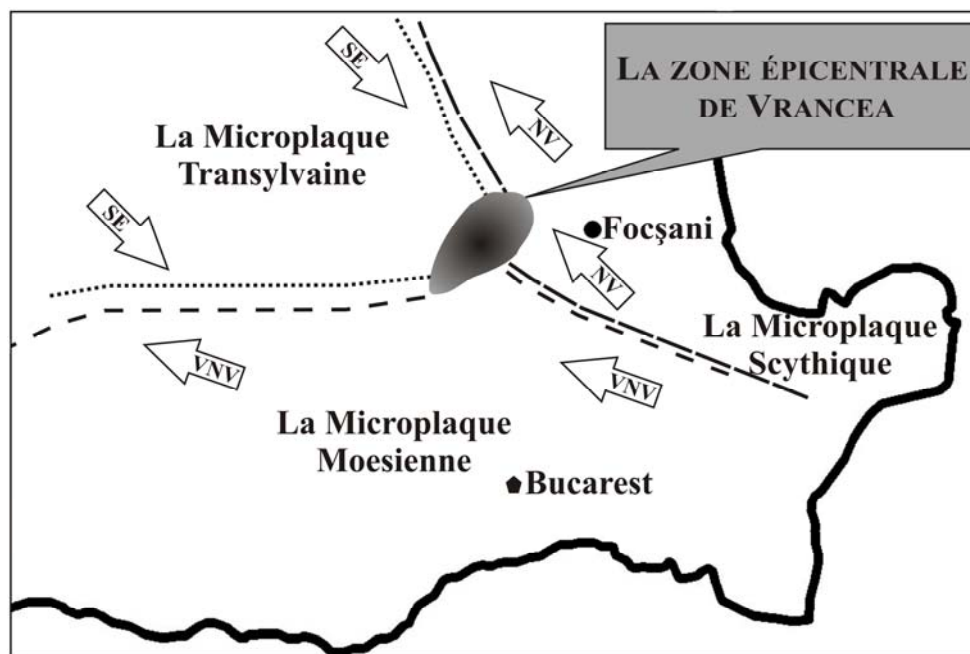 SE
NV
LA ZONE ÉPICENTRALE
DE VRANCEA
La Microplaque
Transylvaine
SE
Focşani
NV
La Microplaque
Scythique
VNV
VNV
La Microplaque
Moesienne
Bucarest